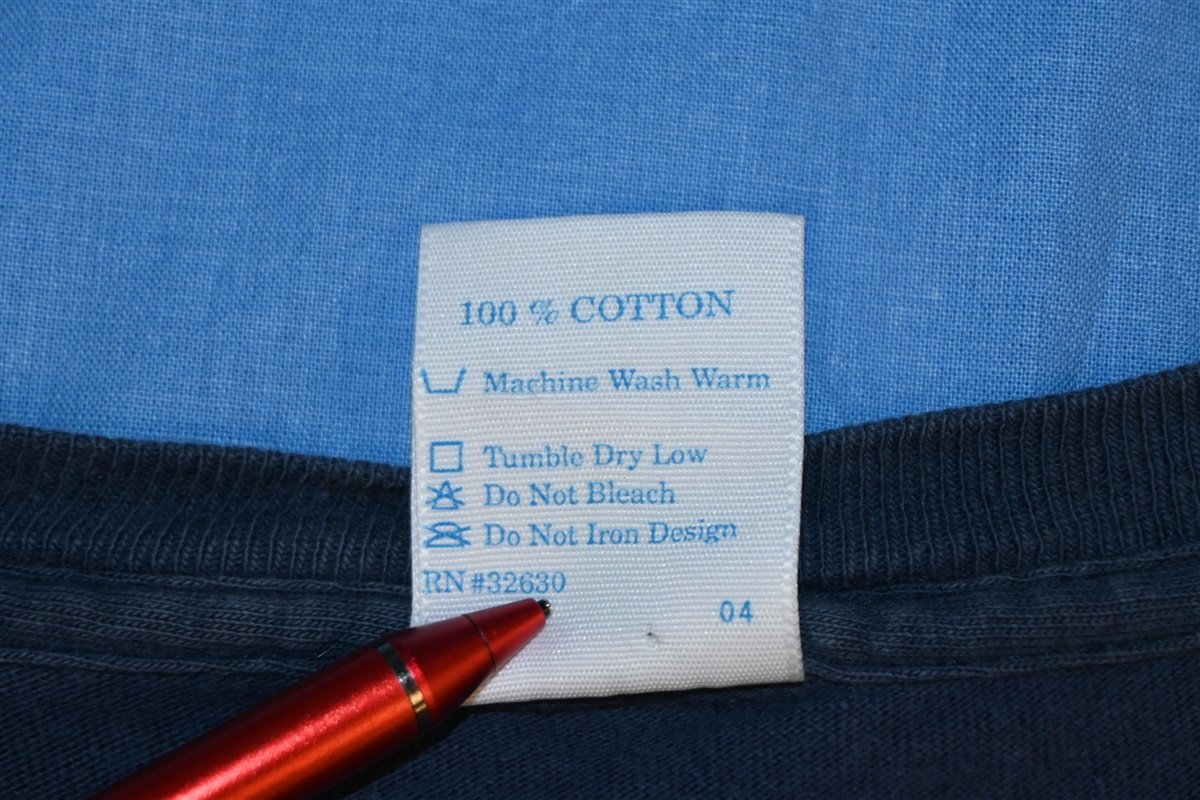 100 % COTTON
Machine Wash Warm
Tumble Dry Low
Do Not Bleach
Do Not Iron Design
RN #32630
04